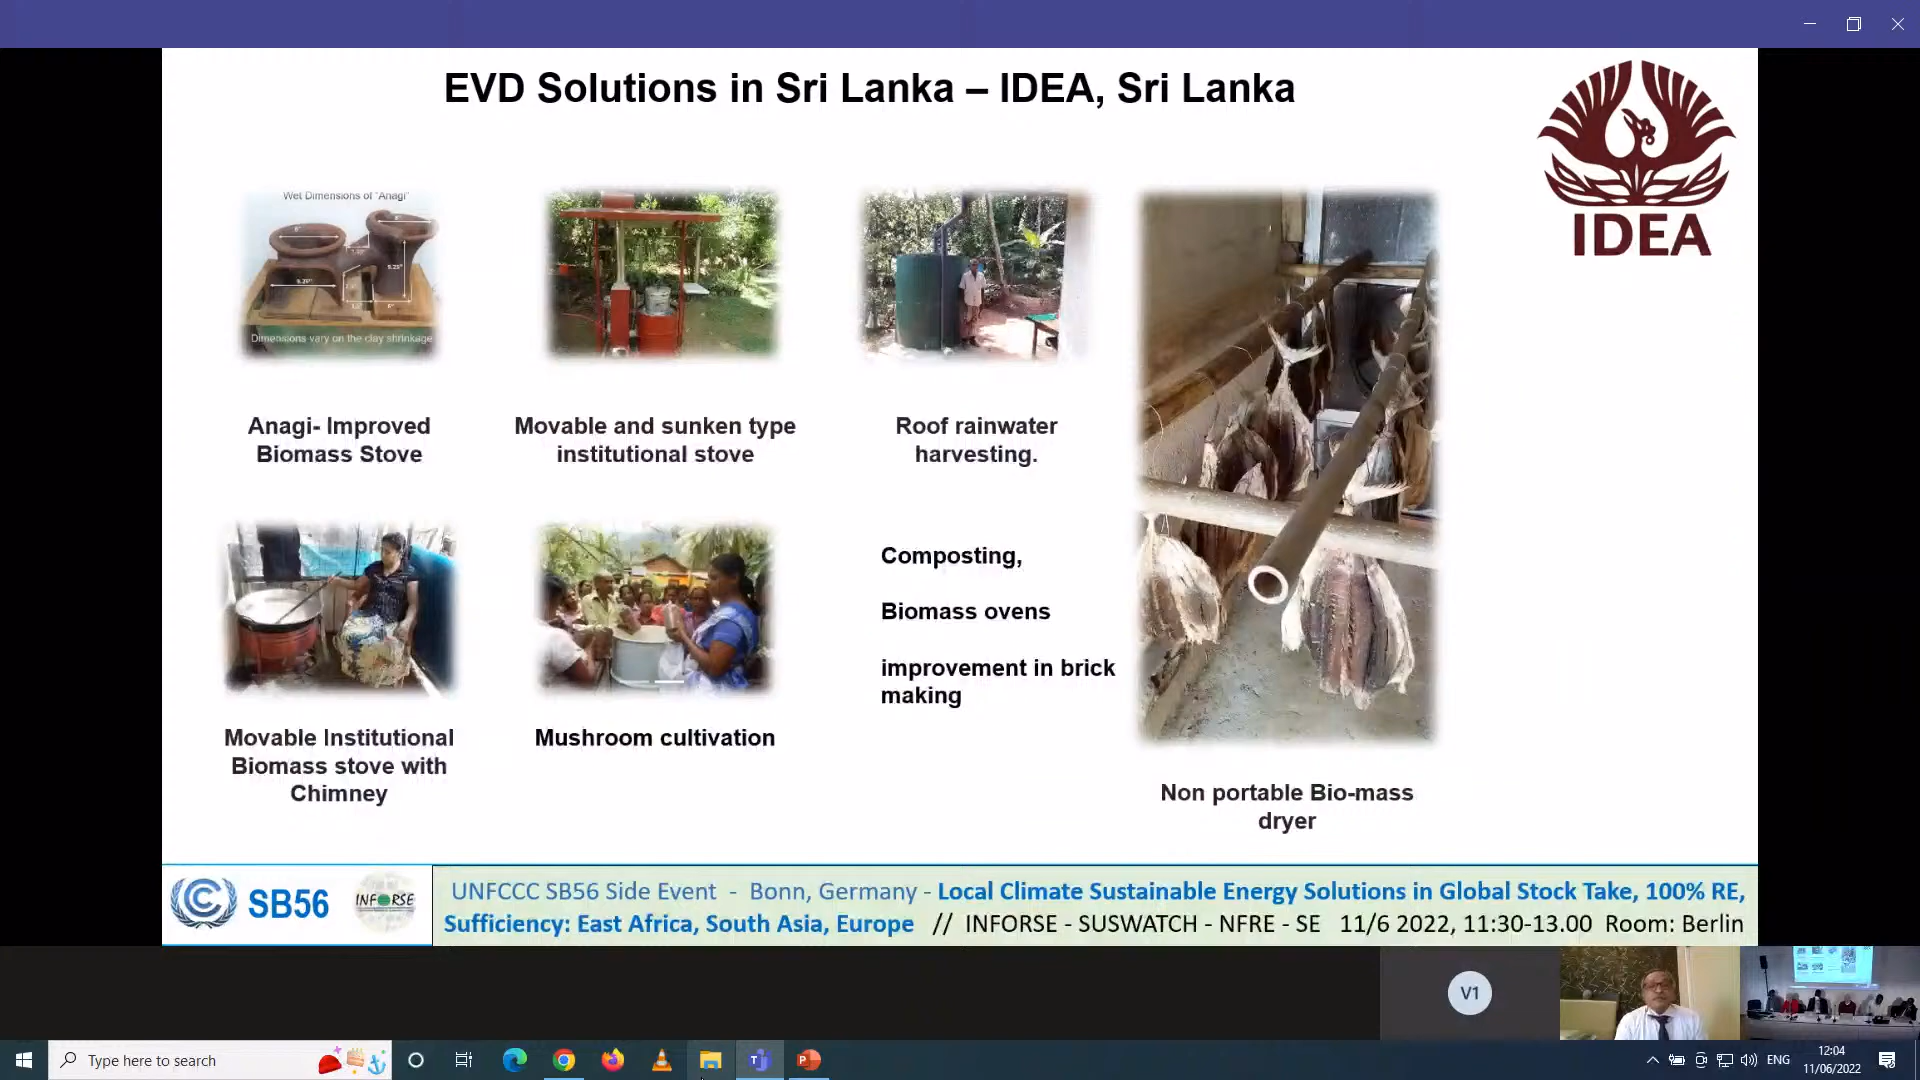 EVD Solutions in Sri Lanka – IDEA, Sri Lanka
IDEA
Wet Dimensions of "Anagi"
Dimensions vary on the clay shrinkage
Anagi- Improved
Biomass Stove
Movable and sunken type
institutional stove
Roof rainwater
harvesting.
Movable Institutional
Biomass stove with
Chimney
Mushroom cultivation
Composting,
Biomass ovens
improvement in brick
making
Non portable Bio-mass
dryer
SB56
INFORSE
UNFCCC SB56 Side Event - Bonn, Germany - Local Climate Sustainable Energy Solutions in Global Stock Take, 100% RE,
Sufficiency: East Africa, South Asia, Europe // INFORSE - SUSWATCH - NFRE - SE 11/6 2022, 11:30-13.00 Room: Berlin
V1
Type here to search
ENG
12:04
11/06/2022